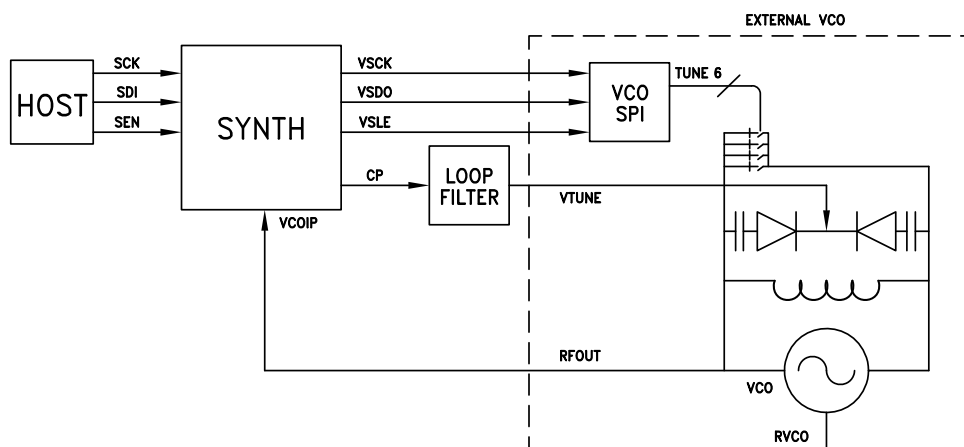 EXTERNAL VCO
HOST
SCK
SDI
SEN
SYNTH
VSCK
VSDO
VSLE
VCO
SPI
TUNE 6
CP
LOOP
FILTER
VTUNE
VCOIP
RFOUT
VCO
RVCO